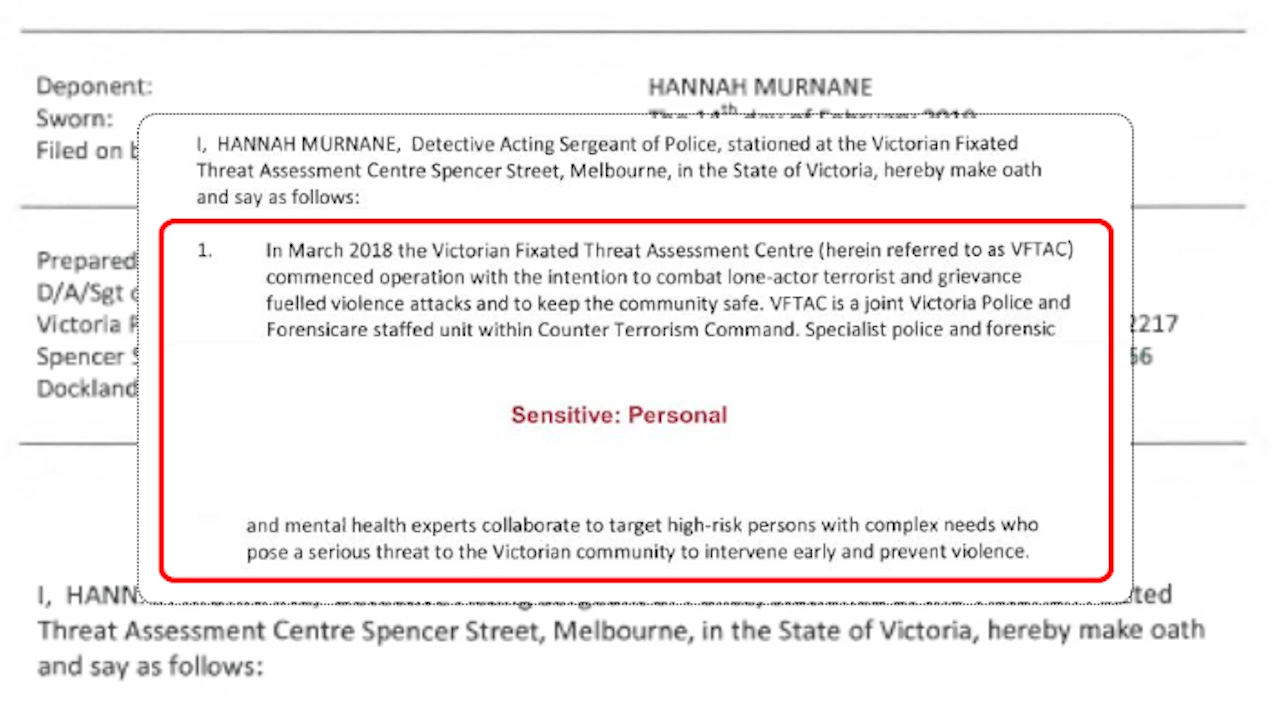 Deponent:
HANNAH MURNANE
Sworn:
The 14th day of February 2019
Filed on
I, HANNAH MURNANE, Detective Acting Sergeant of Police, stationed at the Victorian Fixated
Threat Assessment Centre Spencer Street, Melbourne, in the State of Victoria, hereby make oath
and say as follows:
1. In March 2018 the Victorian Fixated Threat Assessment Centre (herein referred to as VFTAC)
commenced operation with the intention to combat lone-actor terrorist and grievance
fuelled violence attacks and to keep the community safe. VFTAC is a joint Victoria Police and
Forensicare staffed unit within Counter Terrorism Command. Specialist police and forensic
Sensitive: Personal
and mental health experts collaborate to target high-risk persons with complex needs who
pose a serious threat to the Victorian community to intervene early and prevent violence.
Prepared
D/A/Sgt
Victoria
2217
Spencer
56
Dockland
I, HANN
ted
Threat Assessment Centre Spencer Street, Melbourne, in the State of Victoria, hereby make oath
and say as follows: